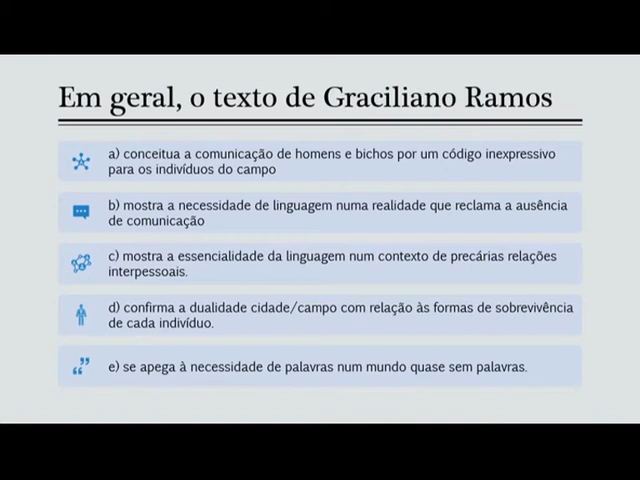 Em geral, o texto de Graciliano Ramos
a) conceitua a comunicação de homens e bichos por um código inexpressivo
para os indivíduos do campo
b) mostra a necessidade de linguagem numa realidade que reclama a ausência
de comunicação
c) mostra a essencialidade da linguagem num contexto de precárias relações
interpessoais.
d) confirma a dualidade cidade/campo com relação às formas de sobrevivência
de cada indivíduo.
e) se apega à necessidade de palavras num mundo quase sem palavras.